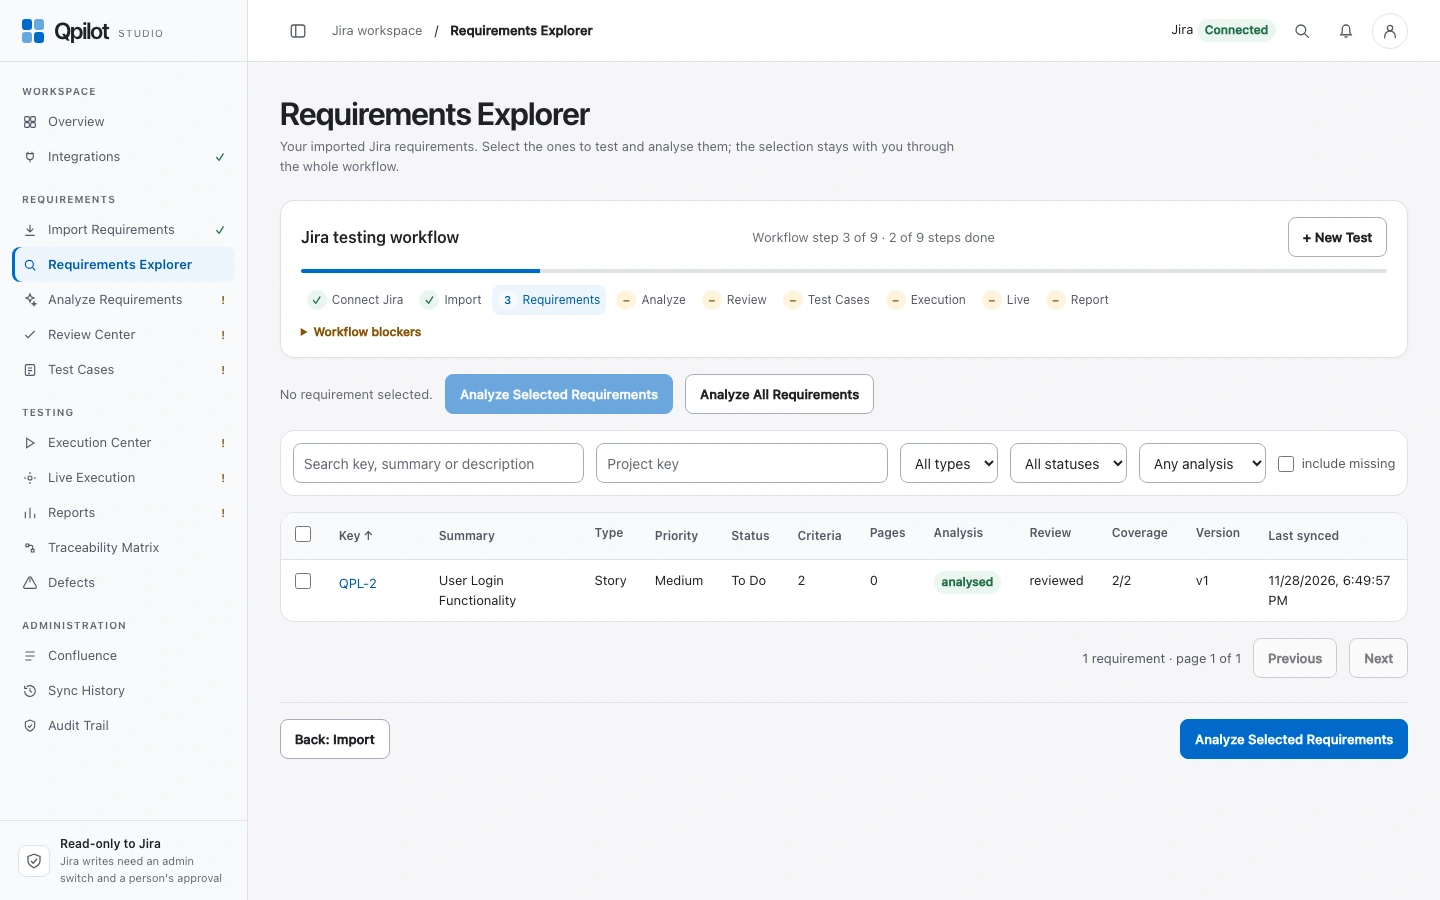 Qpilot STUDIO
Jira workspace / Requirements Explorer
Jira Connected
WORKSPACE
Overview
Integrations ✓
REQUIREMENTS
Import Requirements ✓
Requirements Explorer
Analyze Requirements !
Review Center !
Test Cases !
TESTING
Execution Center !
Live Execution !
Reports !
Traceability Matrix
Defects
ADMINISTRATION
Confluence
Sync History
Audit Trail
Read-only to Jira
Jira writes need an admin
switch and a person's approval
Requirements Explorer
Your imported Jira requirements. Select the ones to test and analyse them; the selection stays with you through
the whole workflow.
Jira testing workflow
Workflow step 3 of 9 · 2 of 9 steps done
+ New Test
✓ Connect Jira ✓ Import 3 Requirements – Analyze – Review – Test Cases – Execution – Live – Report
▶ Workflow blockers
No requirement selected. Analyze Selected Requirements Analyze All Requirements
Search key, summary or description Project key All types All statuses Any analysis include missing
Key ↑ Summary Type Priority Status Criteria Pages Analysis Review Coverage Version Last synced
QPL-2 User Login Story Medium To Do 2 0 analysed reviewed 2/2 v1 11/28/2026, 6:49:57
Functionality PM
1 requirement · page 1 of 1 Previous Next
Back: Import Analyze Selected Requirements